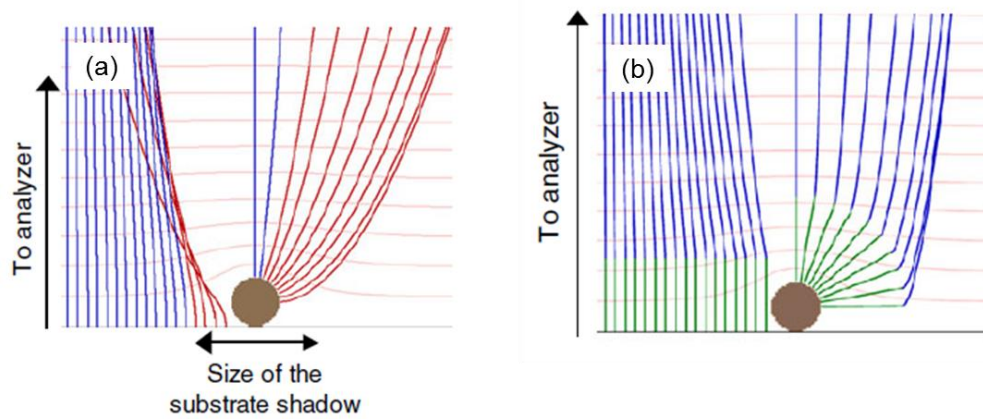 (a)
To analyzer
Size of the
substrate shadow
(b)
To analyzer